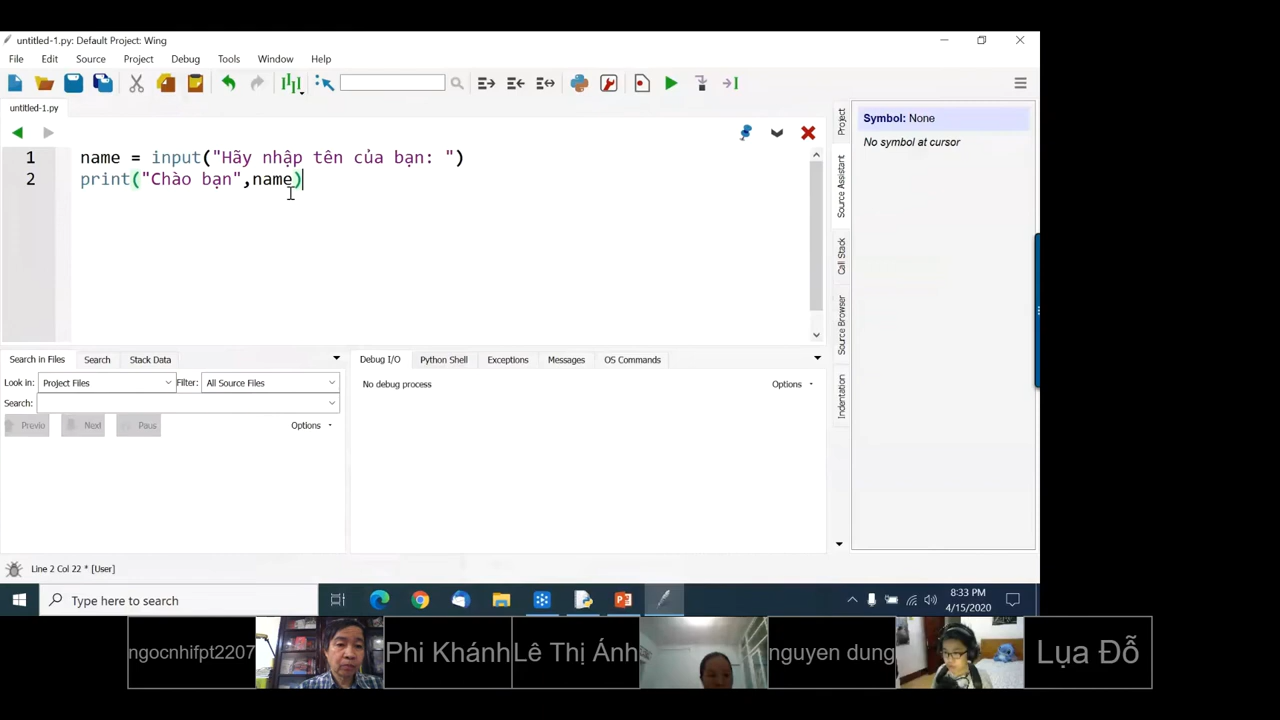 untitled-1.py: Default Project: Wing
File Edit Source Project Debug Tools Window Help
untitled-1.py
1 name = input("Hãy nhập tên của bạn: ")
2 print("Chào bạn",name)
Project
Source Assistant
Call Stack
Source Browser
Indentation
Symbol: None
No symbol at cursor
Search in Files Search Stack Data
Look in: Project Files Filter: All Source Files
Search:
Previo Next Paus Options
Debug I/O Python Shell Exceptions Messages OS Commands
No debug process Options
Line 2 Col 22 * [User]
Type here to search
8:33 PM
4/15/2020
ngocnhifpt2207 Phi Khánh Lê Thị Ánh nguyen dung Lụa Đỗ